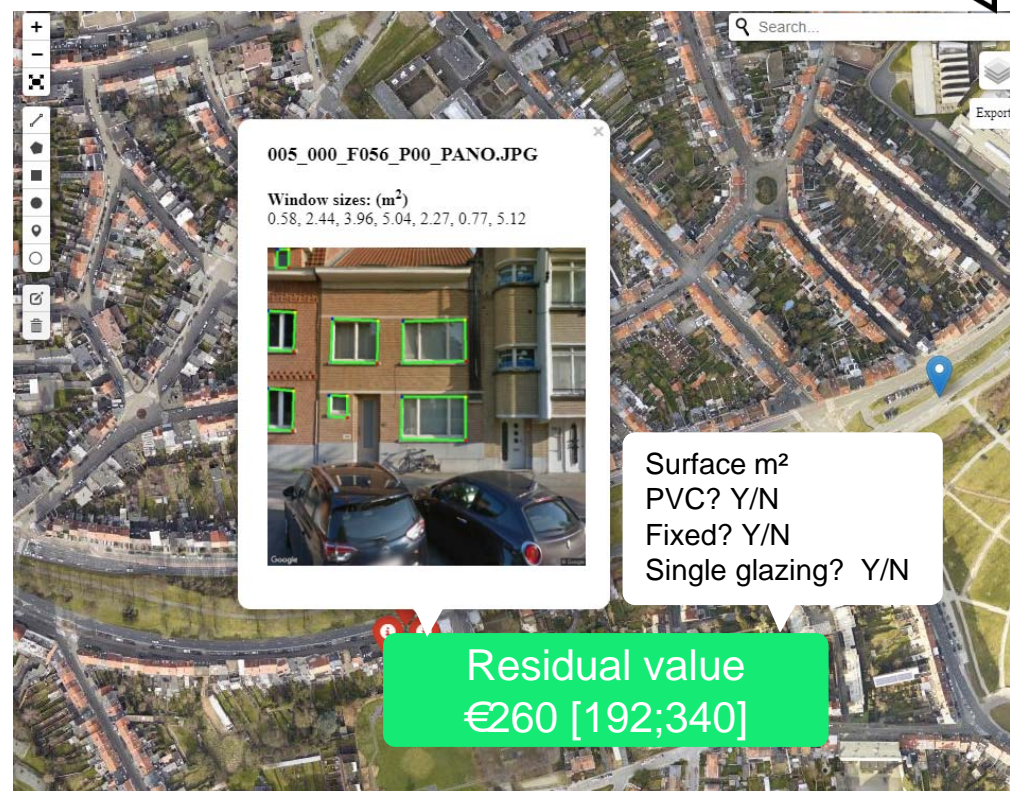 +
−
Search...
Export
×
005_000_F056_P00_PANO.JPG
Window sizes: (m²)
0.58, 2.44, 3.96, 5.04, 2.27, 0.77, 5.12
Google
© Google
Surface m²
PVC? Y/N
Fixed? Y/N
Single glazing? Y/N
Residual value
€260 [192;340]